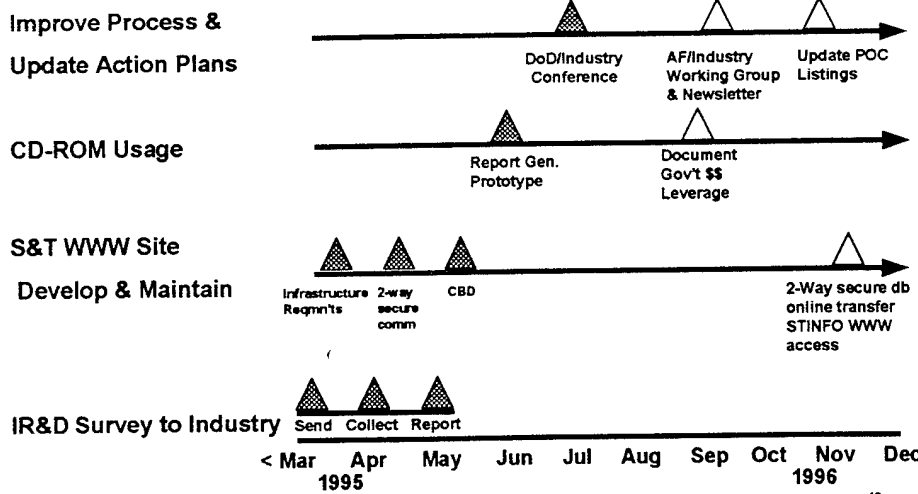 Improve Process &
Update Action Plans
DoD/Industry
Conference
AF/Industry
Working Group
& Newsletter
Update POC
Listings
CD-ROM Usage
Report Gen.
Prototype
Document
Gov't $$
Leverage
S&T WWW Site
Develop & Maintain
Infrastructure
Reqmn'ts
2-way
secure
comm
CBD
2-Way secure db
online transfer
STINFO WWW
access
IR&D Survey to Industry
Send Collect Report
< Mar Apr May Jun Jul Aug Sep Oct Nov Dec
1995 1996